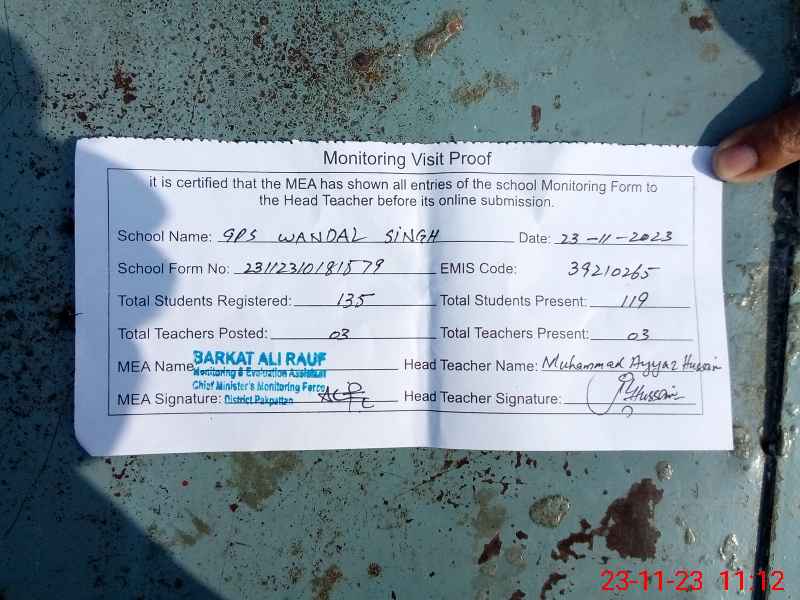 Monitoring Visit Proof
it is certified that the MEA has shown all entries of the school Monitoring Form to
the Head Teacher before its online submission.
School Name: GPS WANDAL SINGH Date: 23-11-2023
School Form No: 2311230181579 EMIS Code: 39210265
Total Students Registered: 135 Total Students Present: 119
Total Teachers Posted: 03 Total Teachers Present: 03
MEA Name BARKAT ALI RAUF Head Teacher Name: Muhammad Ayyaz Hussain
Monitoring & Evaluation Assistant
Chief Minister's Monitoring Force
MEA Signature: District Pakpattan Head Teacher Signature: Hussain
23-11-23 11:12